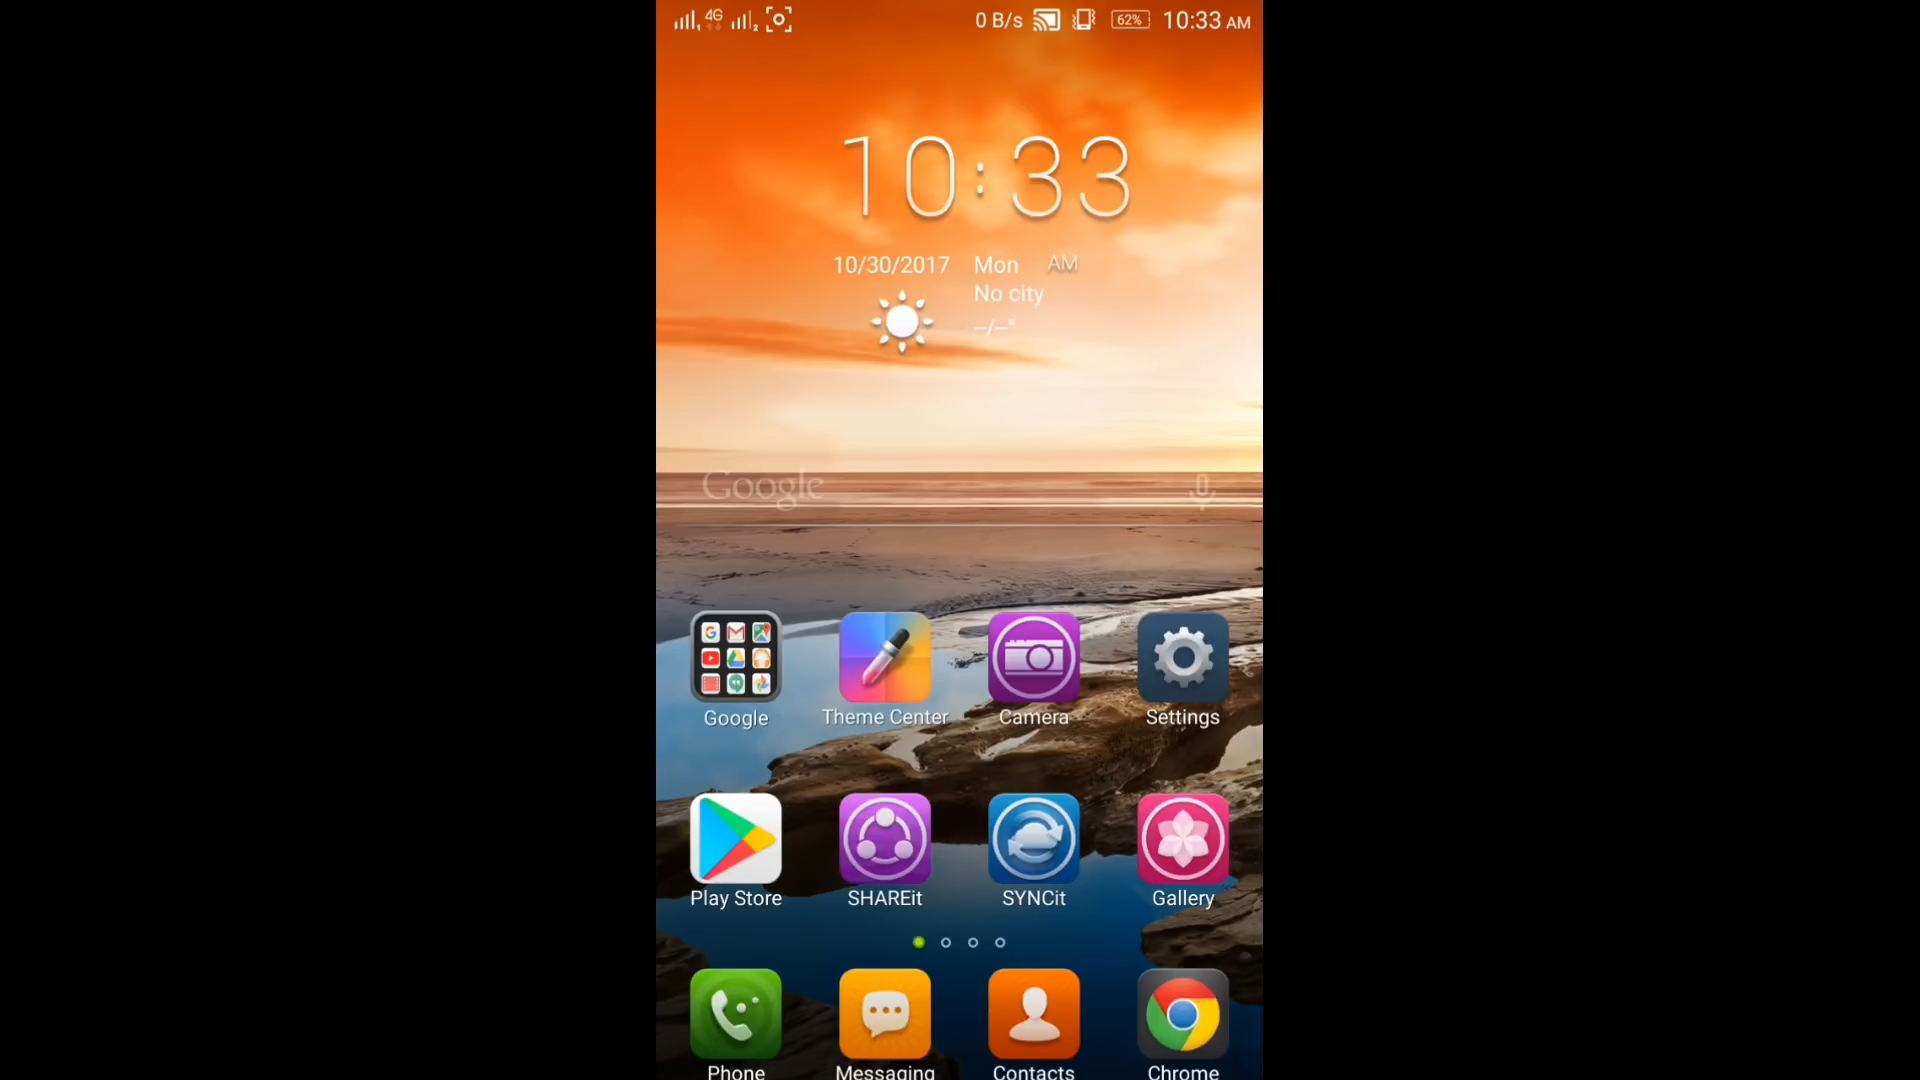 4G 0 B/s 62% 10:33 AM
10:33
10/30/2017 Mon AM
No city
--/--°
Google
Google Theme Center Camera Settings
Play Store SHAREit SYNCit Gallery
Phone Messaging Contacts Chrome